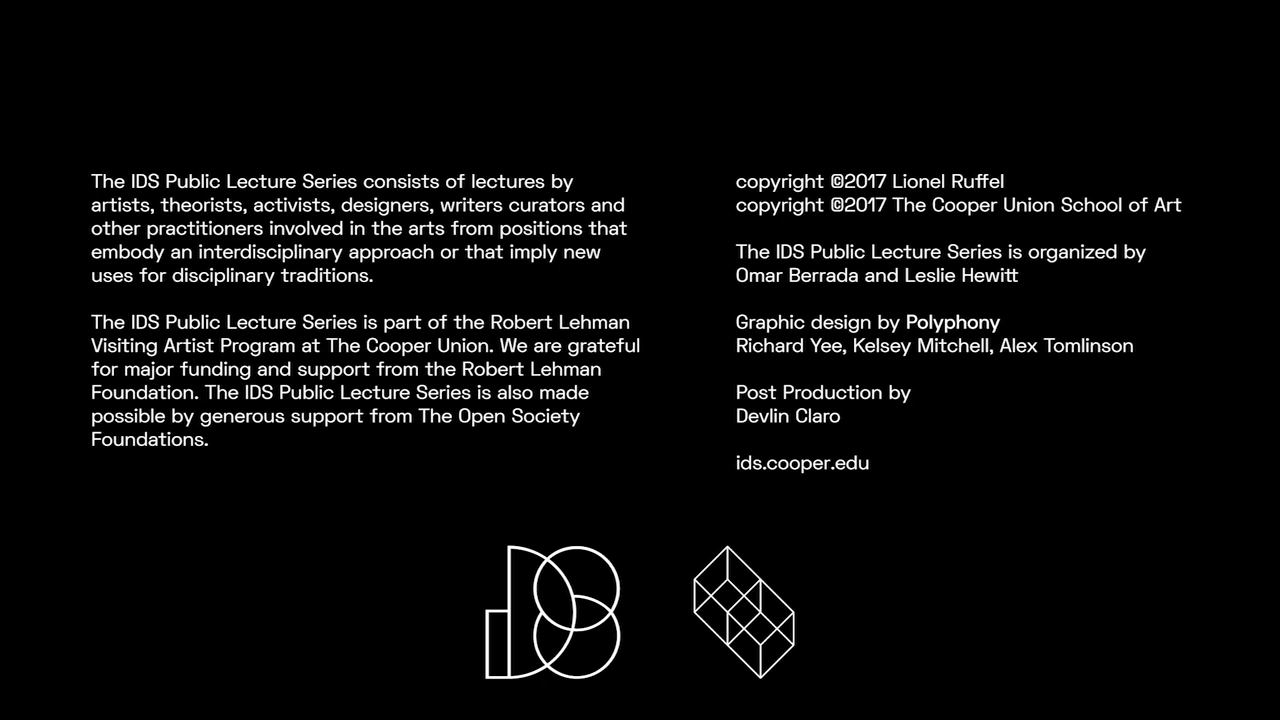 The IDS Public Lecture Series consists of lectures by
artists, theorists, activists, designers, writers curators and
other practitioners involved in the arts from positions that
embody an interdisciplinary approach or that imply new
uses for disciplinary traditions.
The IDS Public Lecture Series is part of the Robert Lehman
Visiting Artist Program at The Cooper Union. We are grateful
for major funding and support from the Robert Lehman
Foundation. The IDS Public Lecture Series is also made
possible by generous support from The Open Society
Foundations.
copyright ©2017 Lionel Ruffel
copyright ©2017 The Cooper Union School of Art
The IDS Public Lecture Series is organized by
Omar Berrada and Leslie Hewitt
Graphic design by Polyphony
Richard Yee, Kelsey Mitchell, Alex Tomlinson
Post Production by
Devlin Claro
ids.cooper.edu